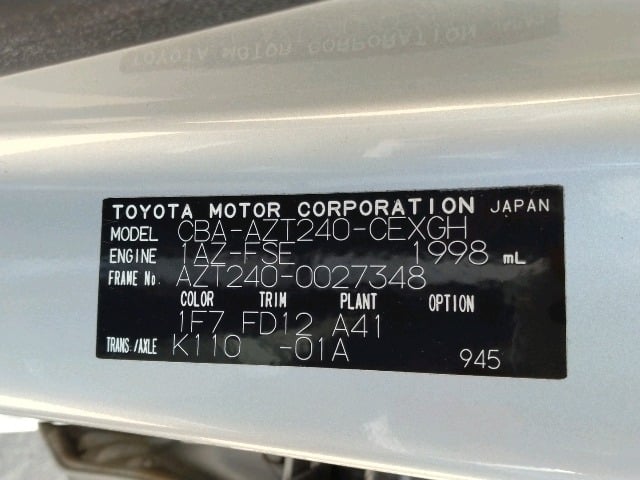 TOYOTA MOTOR CORPORATION JAPAN
MODEL CBA-AZT240-CEXGH
ENGINE 1AZ-FSE 1998 mL
FRAME No. AZT240-0027348
COLOR TRIM PLANT OPTION
1F7 FD12 A41
TRANS./AXLE K110 -01A 945